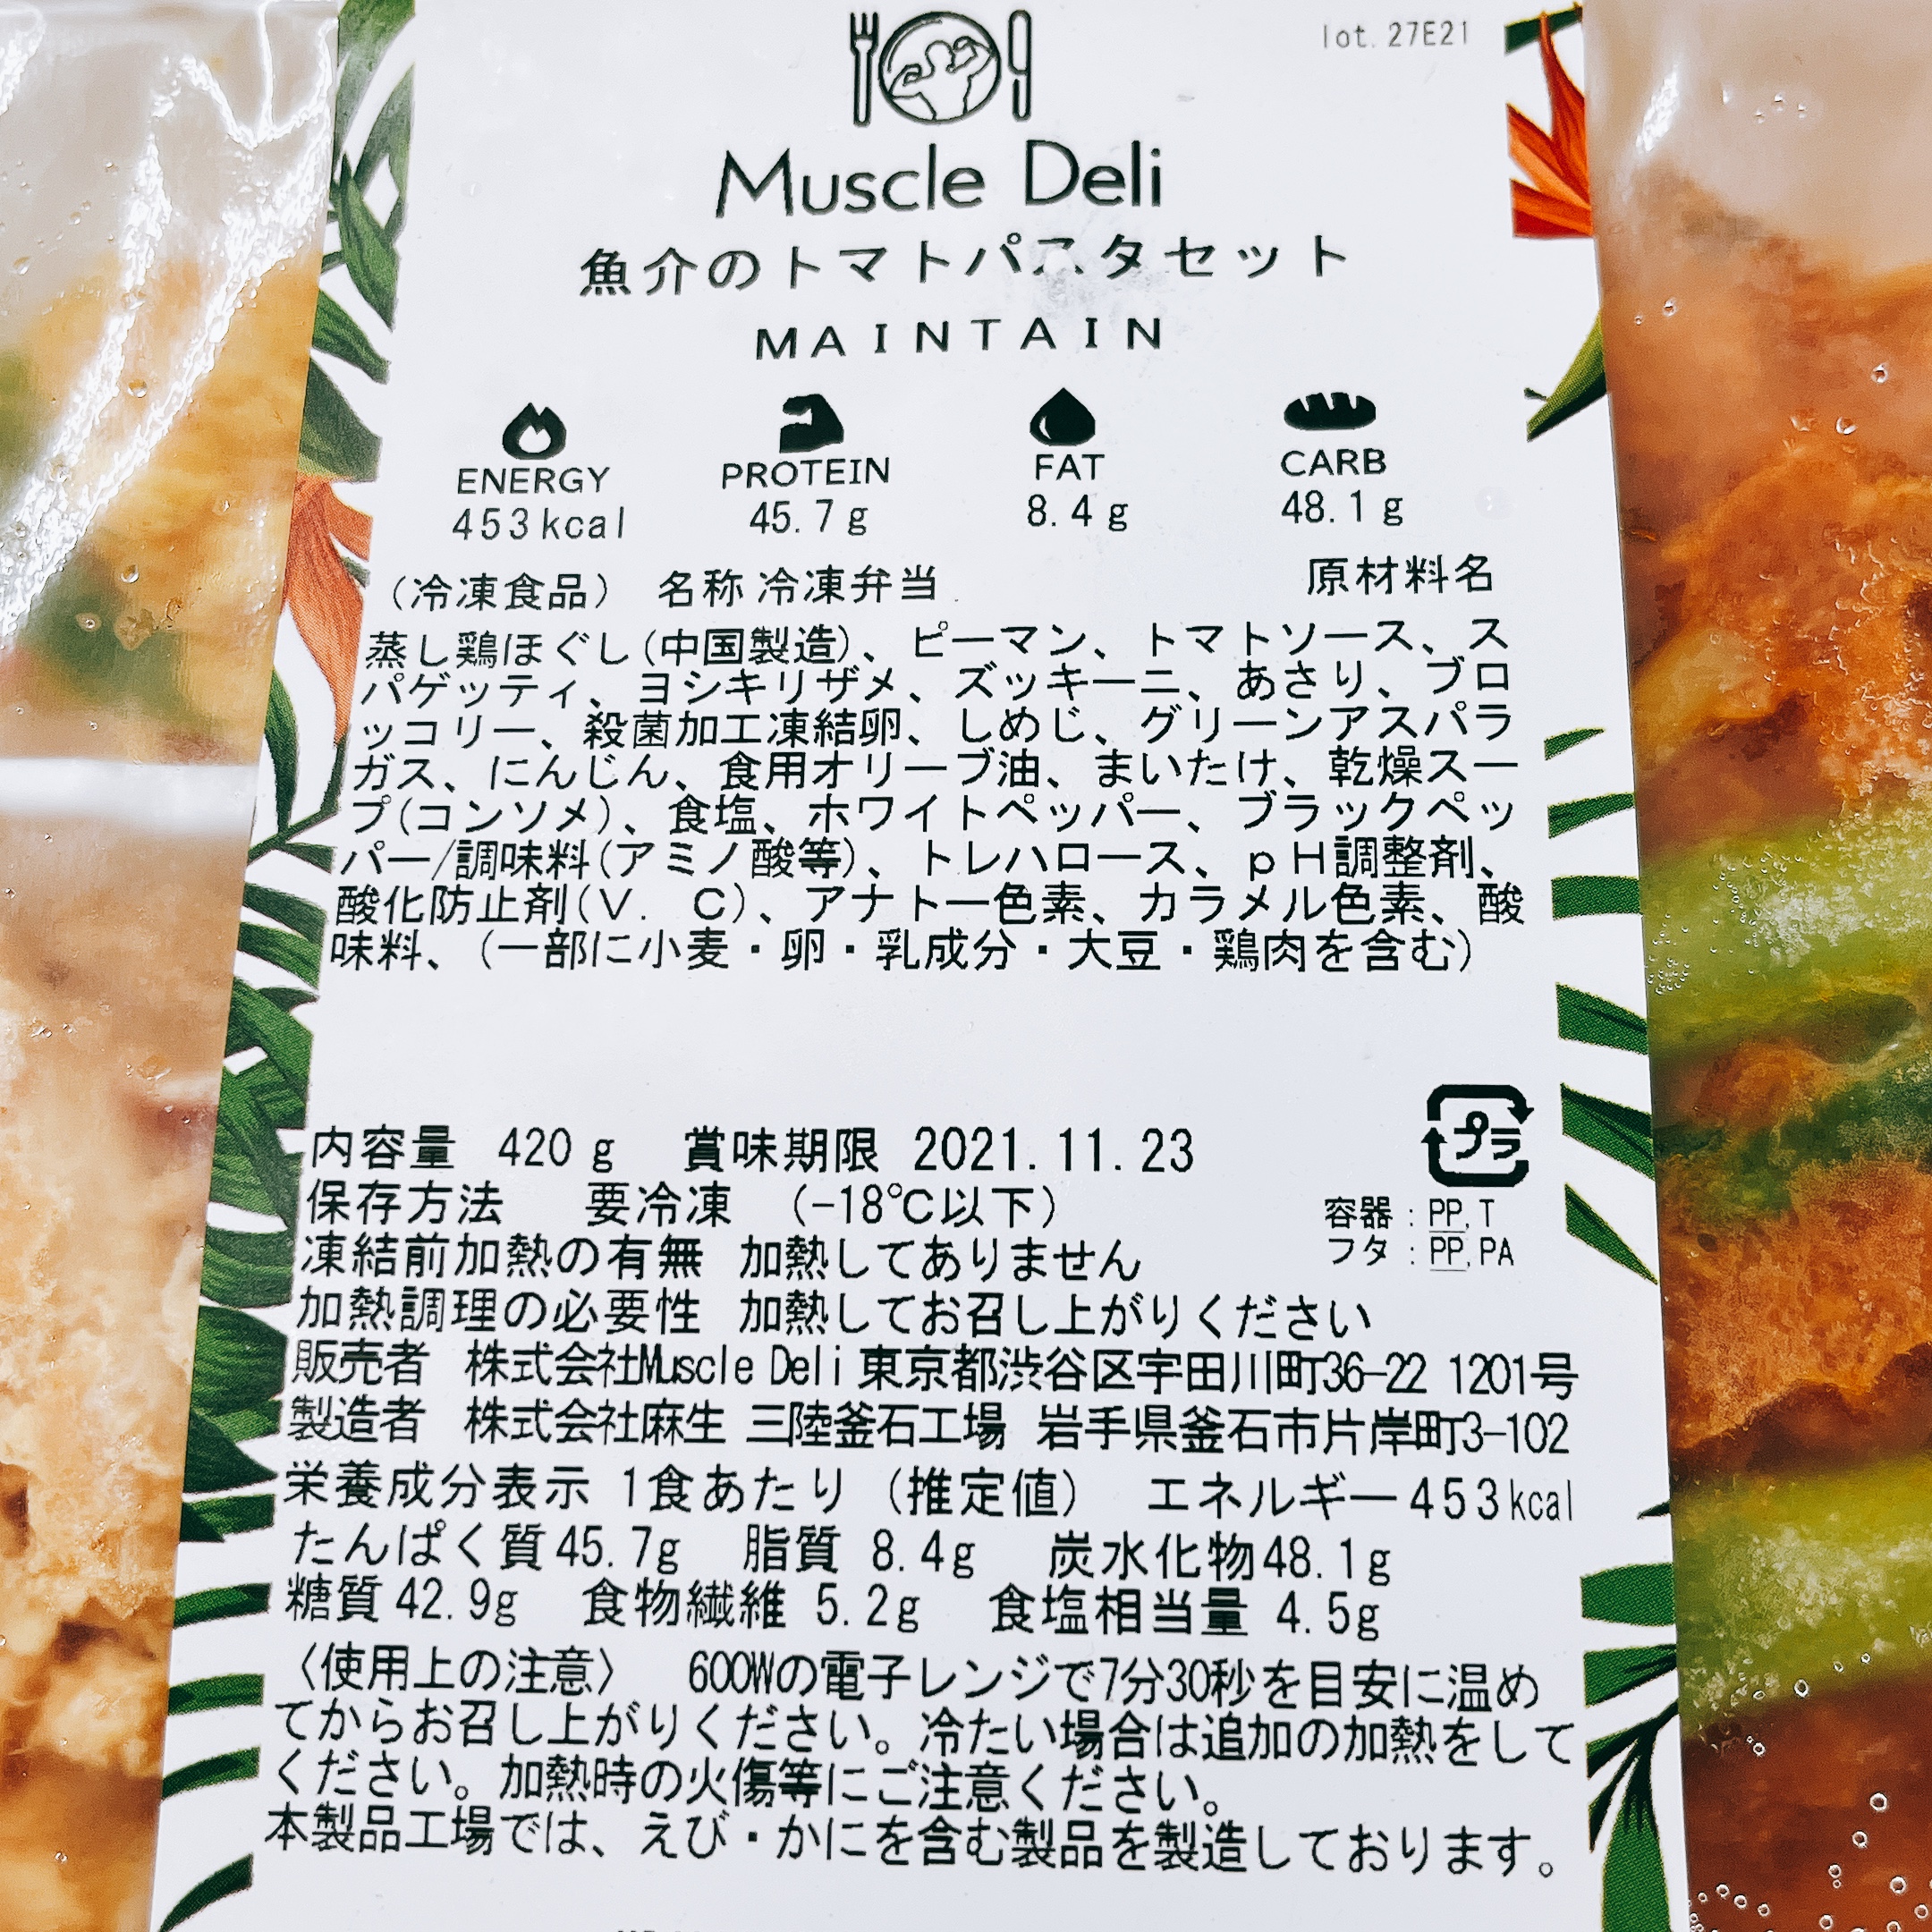 lot. 27E21
Muscle Deli
魚介のトマトパスタセット
MAINTAIN
ENERGY PROTEIN FAT CARB
453kcal 45.7g 8.4g 48.1g
（冷凍食品） 名称 冷凍弁当 原材料名
蒸し鶏ほぐし(中国製造)、ピーマン、トマトソース、ス
パゲッティ、ヨシキリザメ、ズッキーニ、あさり、ブロ
ッコリー、殺菌加工凍結卵、しめじ、グリーンアスパラ
ガス、にんじん、食用オリーブ油、まいたけ、乾燥スー
プ(コンソメ)、食塩、ホワイトペッパー、ブラックペッ
パー/調味料(アミノ酸等)、トレハロース、ｐＨ調整剤、
酸化防止剤(Ｖ．Ｃ)、アナトー色素、カラメル色素、酸
味料、（一部に小麦・卵・乳成分・大豆・鶏肉を含む）
プラ
内容量 420g 賞味期限 2021.11.23
保存方法 要冷凍 （-18℃以下）
容器 : PP, T
フタ : PP, PA
凍結前加熱の有無 加熱してありません
加熱調理の必要性 加熱してお召し上がりください
販売者 株式会社Muscle Deli 東京都渋谷区宇田川町36-22 1201号
製造者 株式会社麻生 三陸釜石工場 岩手県釜石市片岸町3-102
栄養成分表示 1食あたり（推定値） エネルギー453kcal
たんぱく質45.7g 脂質 8.4g 炭水化物48.1g
糖質42.9g 食物繊維 5.2g 食塩相当量 4.5g
〈使用上の注意〉 600Wの電子レンジで7分30秒を目安に温め
てからお召し上がりください。冷たい場合は追加の加熱をして
ください。加熱時の火傷等にご注意ください。
本製品工場では、えび・かにを含む製品を製造しております。